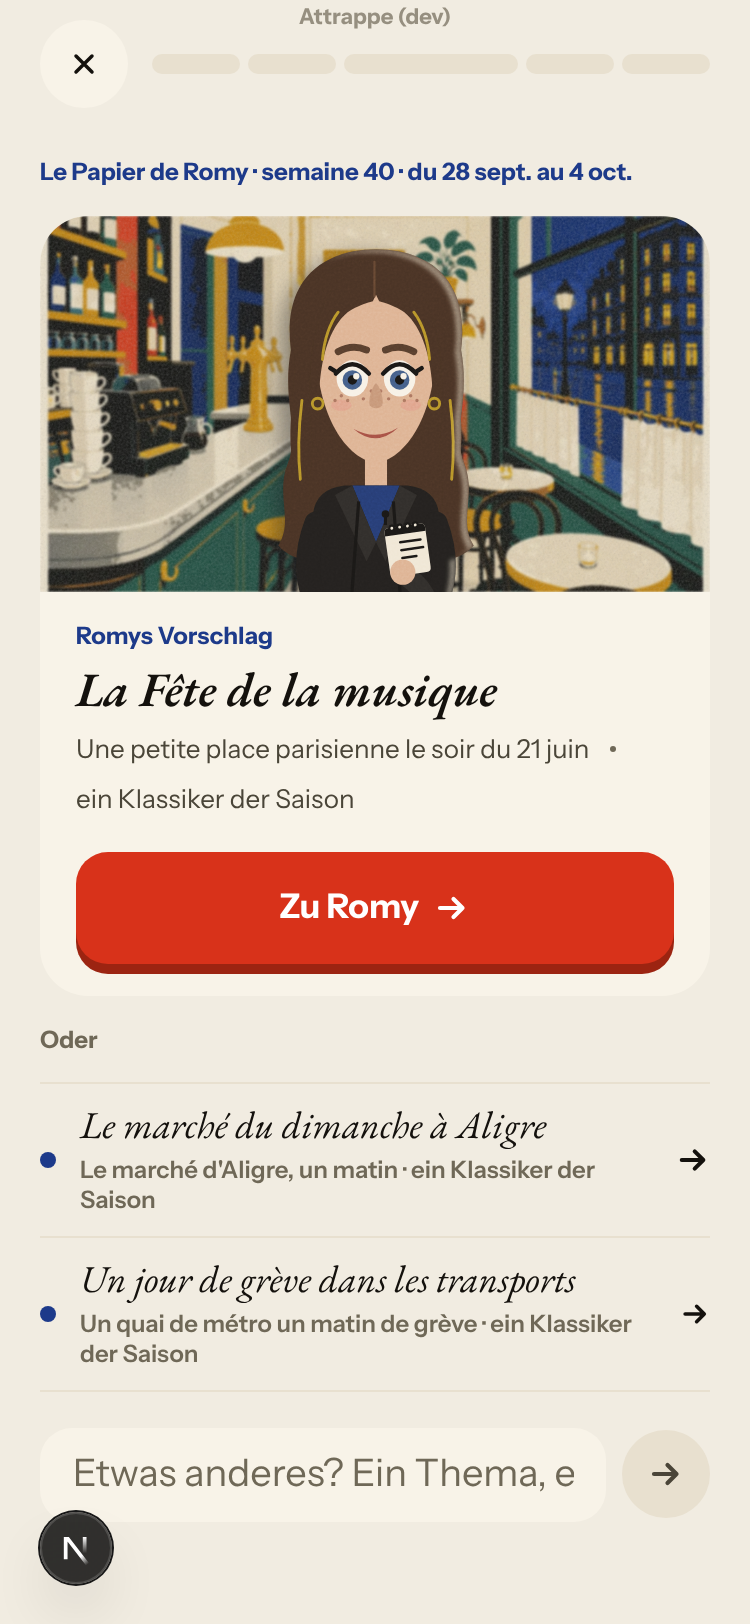 Attrappe (dev)
Le Papier de Romy · semaine 40 · du 28 sept. au 4 oct.
Romys Vorschlag
La Fête de la musique
Une petite place parisienne le soir du 21 juin •
ein Klassiker der Saison
Zu Romy →
Oder
Le marché du dimanche à Aligre
Le marché d'Aligre, un matin · ein Klassiker der
Saison
Un jour de grève dans les transports
Un quai de métro un matin de grève · ein Klassiker
der Saison
Etwas anderes? Ein Thema, e
N